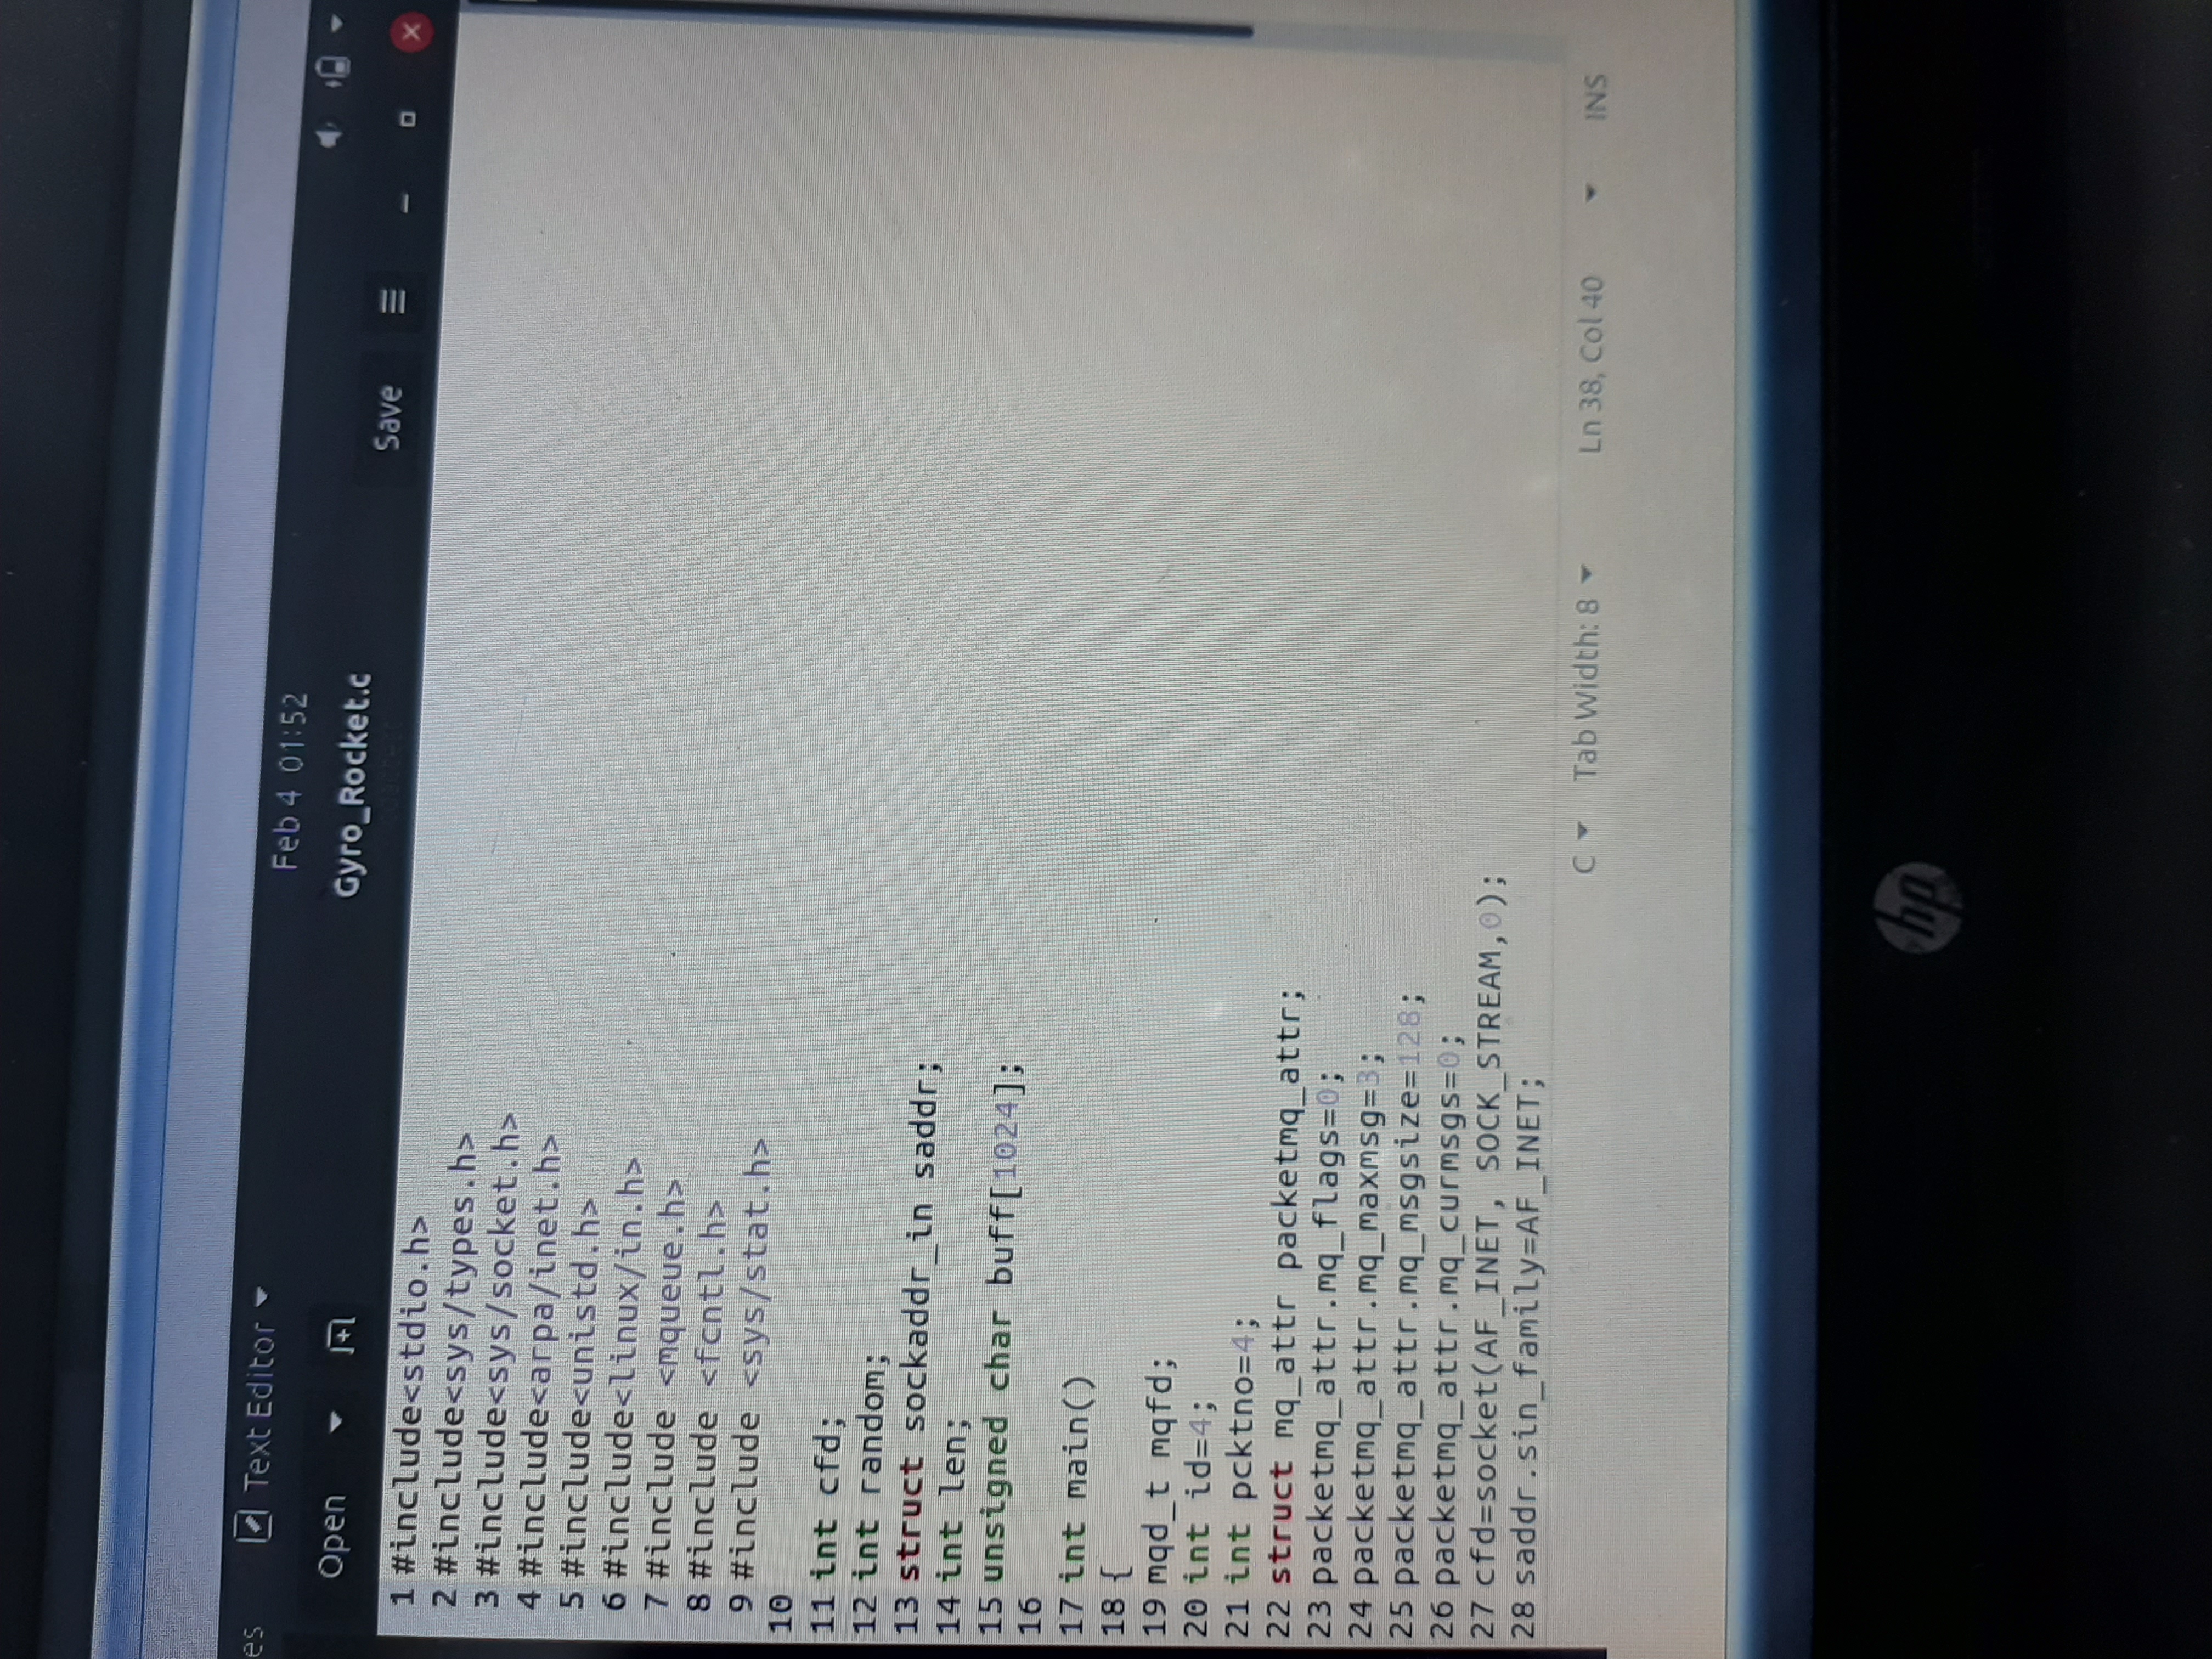 es Text Editor Feb 4 01:52
Open Gyro_Rocket.c Save
1 #include<stdio.h>
2 #include<sys/types.h>
3 #include<sys/socket.h>
4 #include<arpa/inet.h>
5 #include<unistd.h>
6 #include<linux/in.h>
7 #include <mqueue.h>
8 #include <fcntl.h>
9 #include <sys/stat.h>
10
11 int cfd;
12 int random;
13 struct sockaddr_in saddr;
14 int len;
15 unsigned char buff[1024];
16
17 int main()
18 {
19 mqd_t mqfd;
20 int id=4;
21 int pcktno=4;
22 struct mq_attr packetmq_attr;
23 packetmq_attr.mq_flags=0;
24 packetmq_attr.mq_maxmsg=3;
25 packetmq_attr.mq_msgsize=128;
26 packetmq_attr.mq_curmsgs=0;
27 cfd=socket(AF_INET, SOCK_STREAM,0);
28 saddr.sin_family=AF_INET;
C Tab Width: 8 Ln 38, Col 40 INS
hp